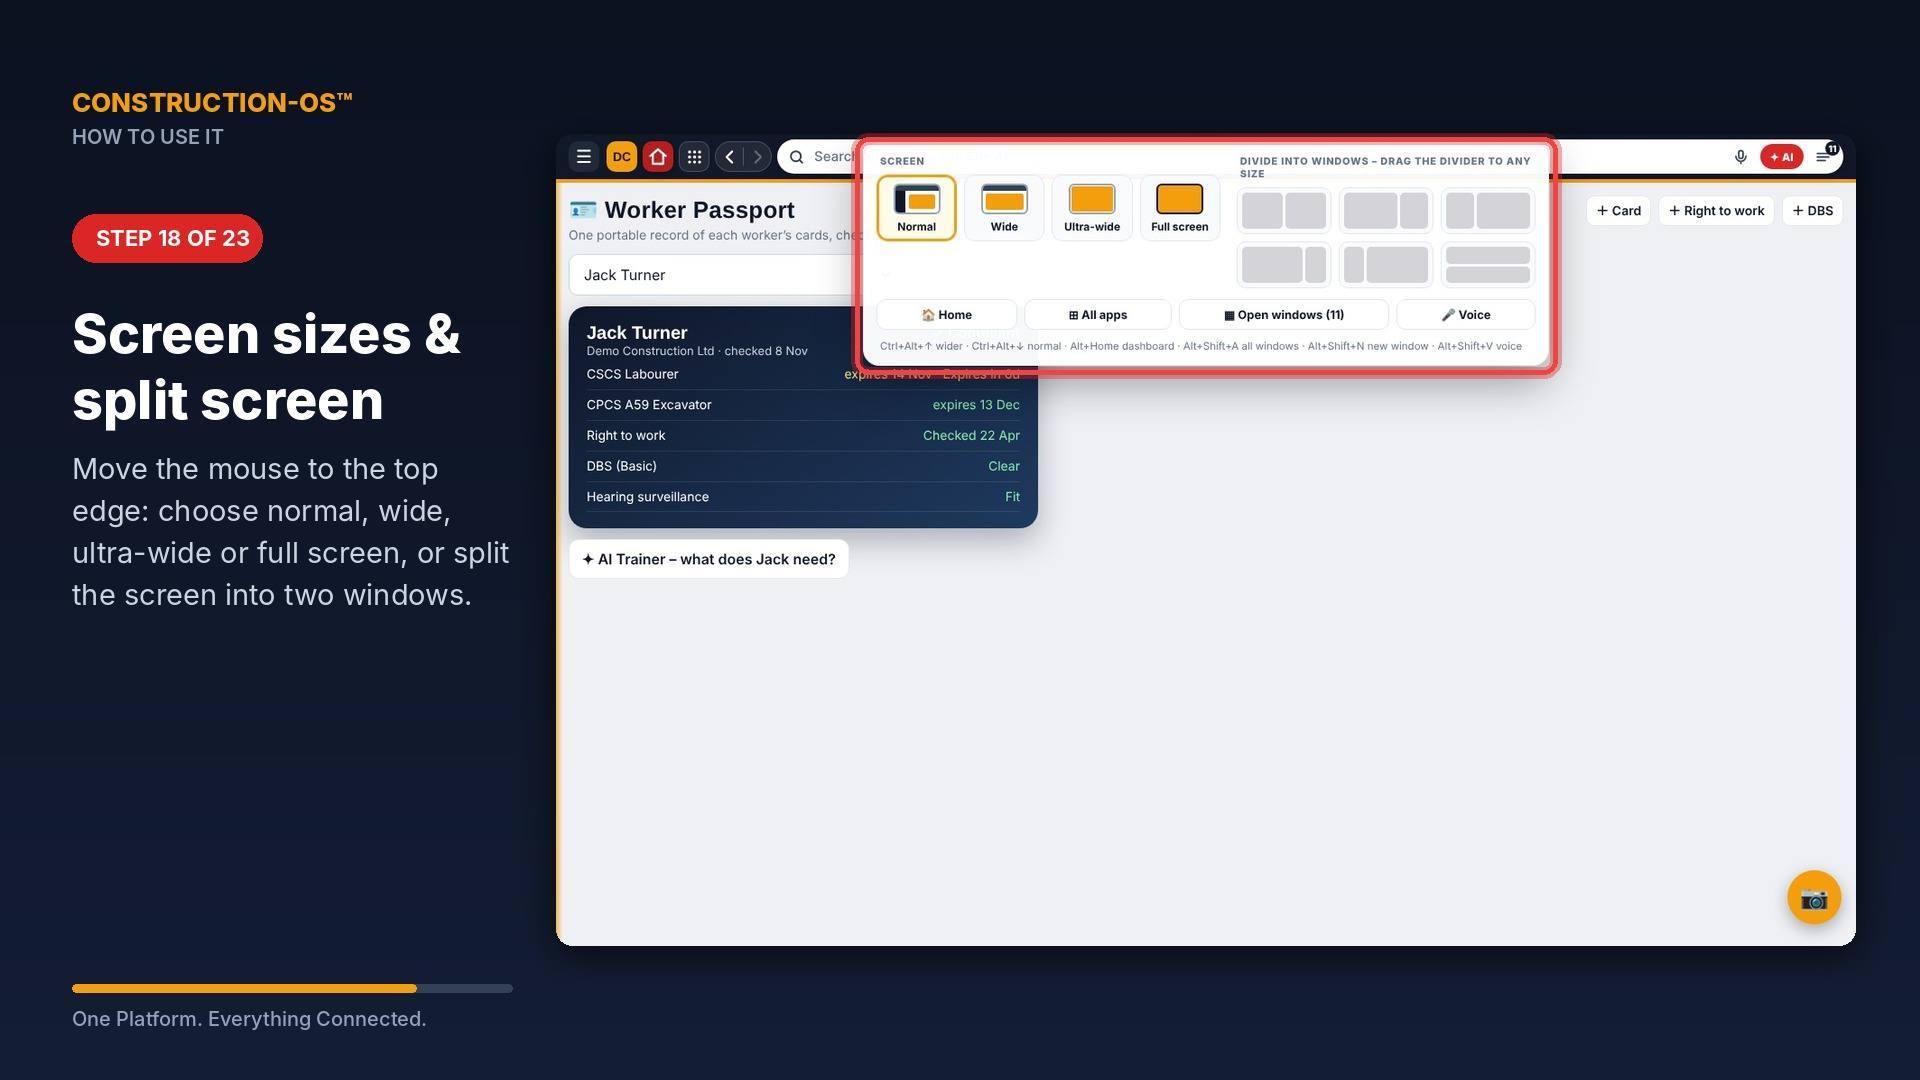 CONSTRUCTION-OS™
HOW TO USE IT
STEP 18 OF 23
Screen sizes &
split screen
Move the mouse to the top
edge: choose normal, wide,
ultra-wide or full screen, or split
the screen into two windows.
One Platform. Everything Connected.
DC
Search
AI
11
SCREEN
Normal
Wide
Ultra-wide
Full screen
DIVIDE INTO WINDOWS – DRAG THE DIVIDER TO ANY
SIZE
Home
All apps
Open windows (11)
Voice
Ctrl+Alt+↑ wider · Ctrl+Alt+↓ normal · Alt+Home dashboard · Alt+Shift+A all windows · Alt+Shift+N new window · Alt+Shift+V voice
Worker Passport
One portable record of each worker's cards,
+ Card
+ Right to work
+ DBS
Jack Turner
Jack Turner
Demo Construction Ltd · checked 8 Nov
CSCS Labourer
expires 14 Nov · Expires in 6d
CPCS A59 Excavator
expires 13 Dec
Right to work
Checked 22 Apr
DBS (Basic)
Clear
Hearing surveillance
Fit
✦ AI Trainer – what does Jack need?